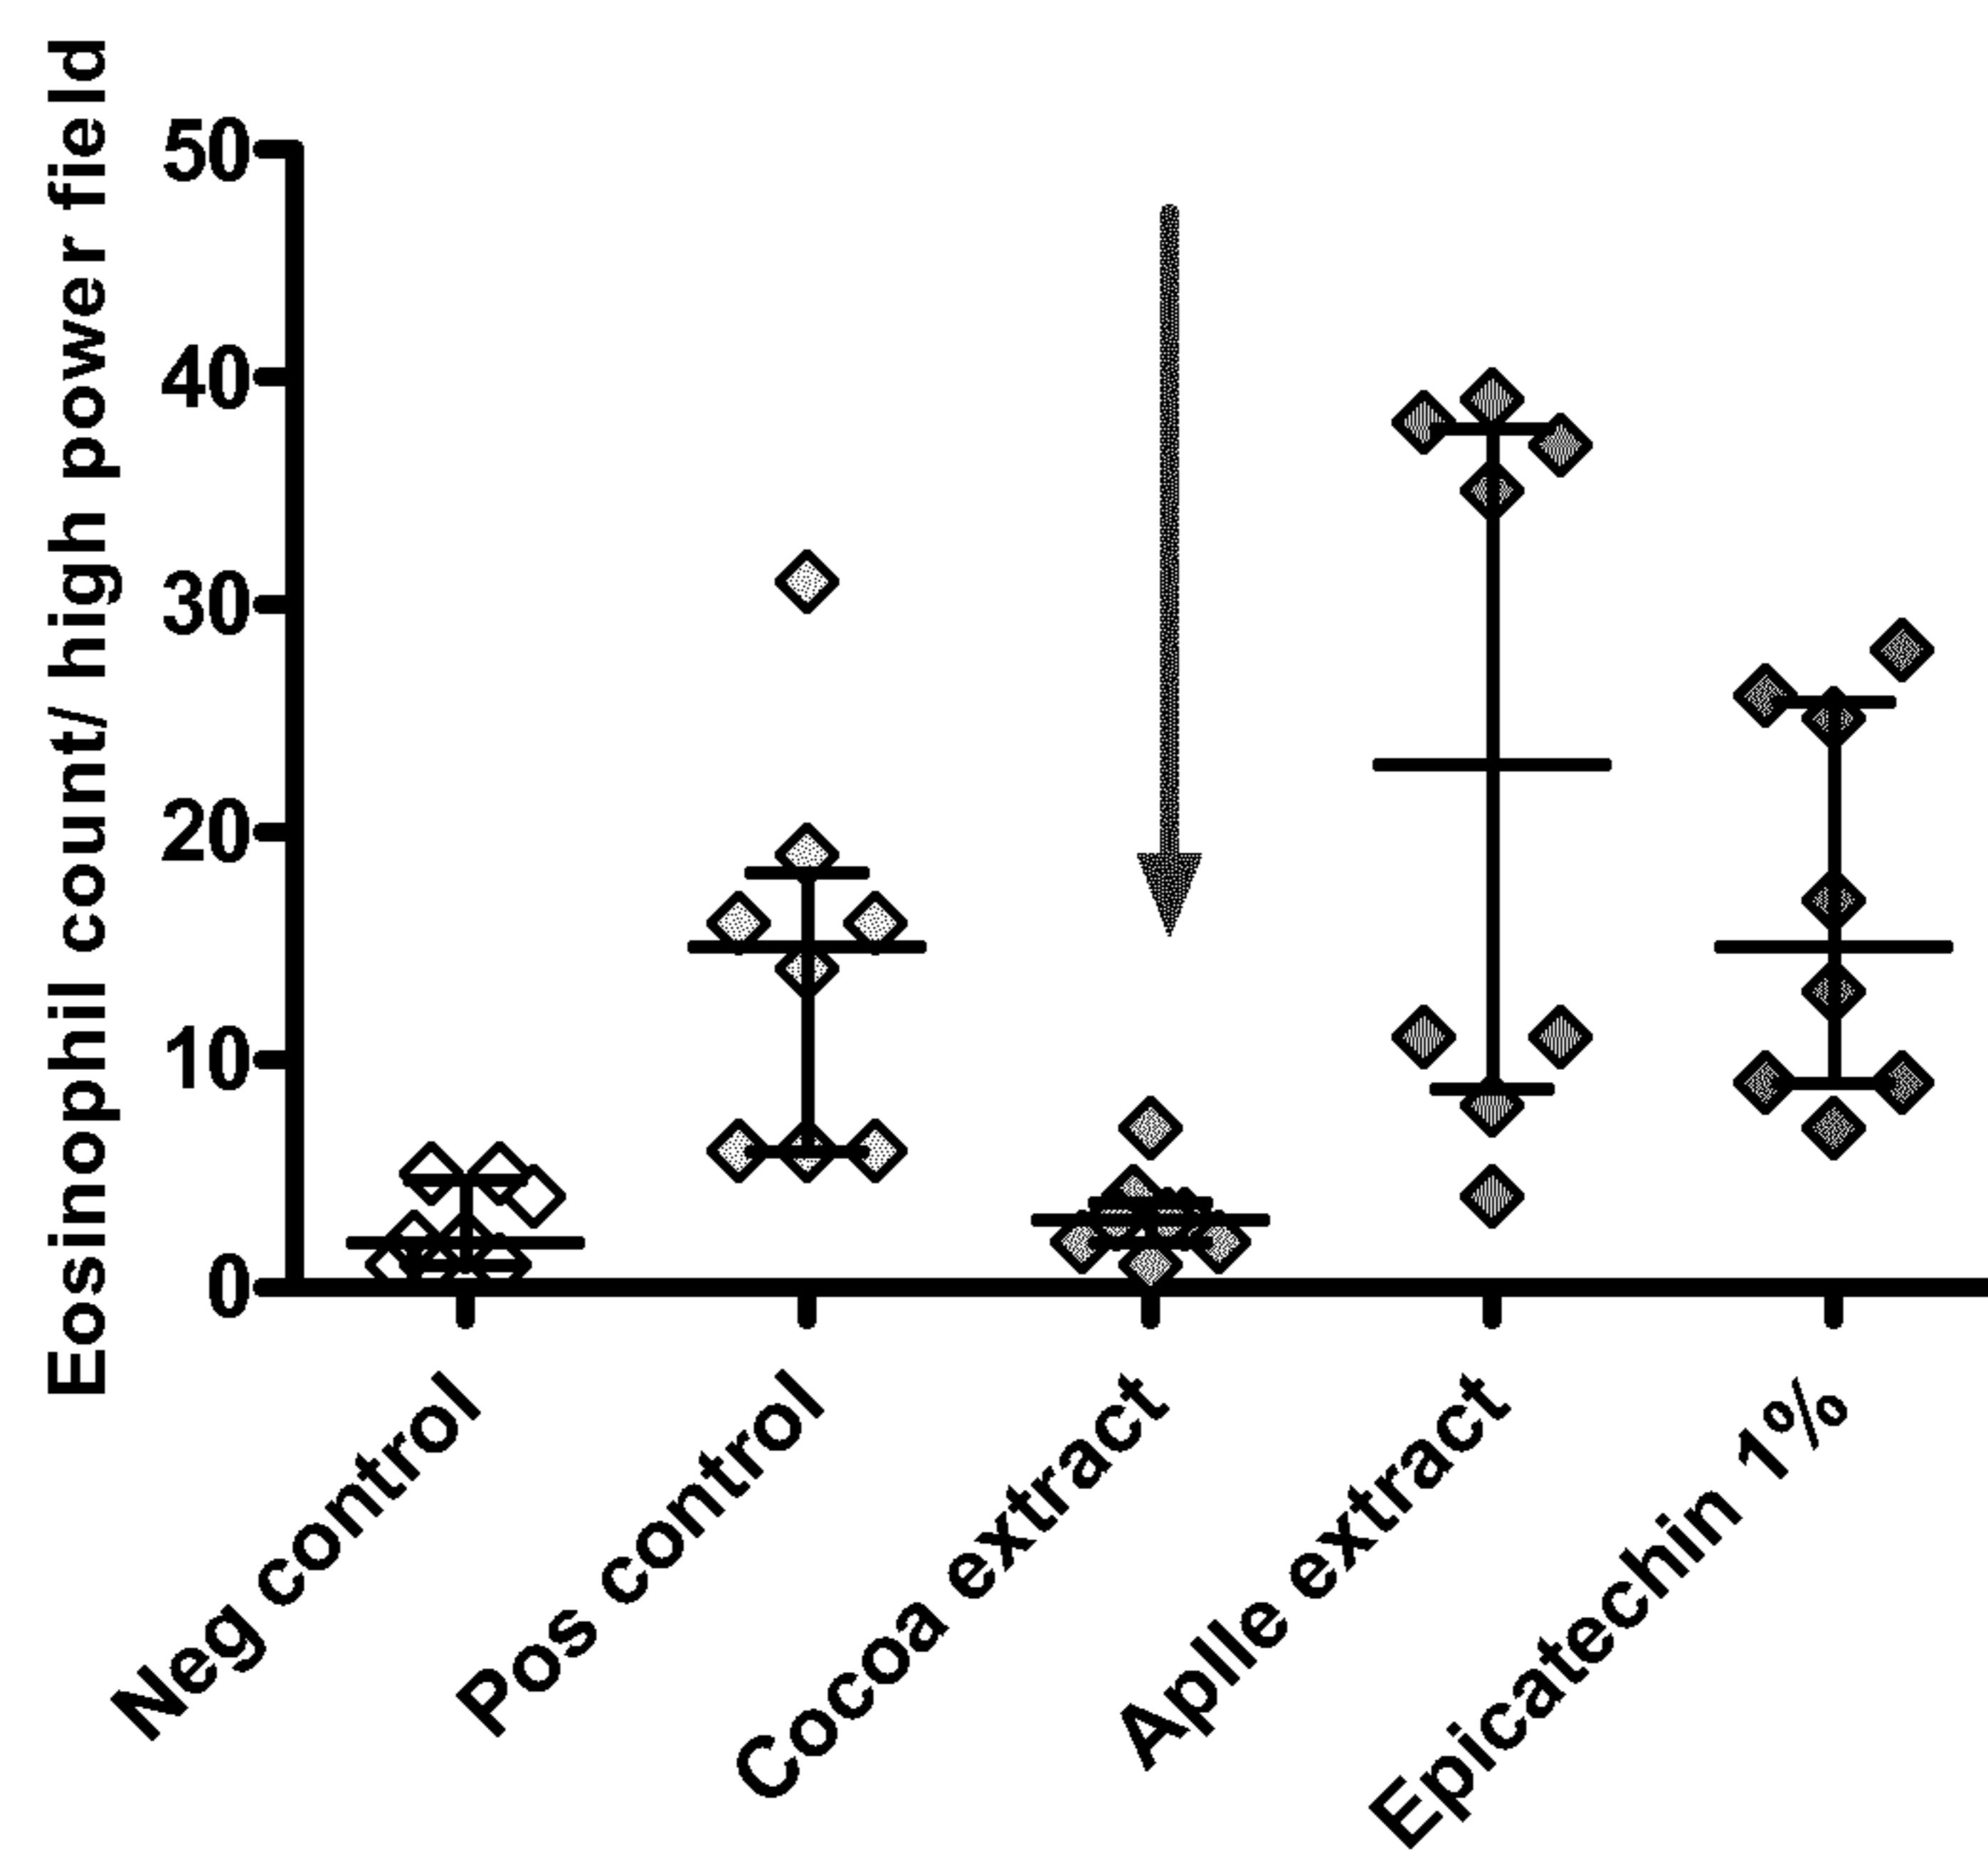 Eosinophil count/ high power field
50
40
30
20
10
0
Neg control
Pos control
Cocoa extract
Aplle extract
Epicatechin 1%